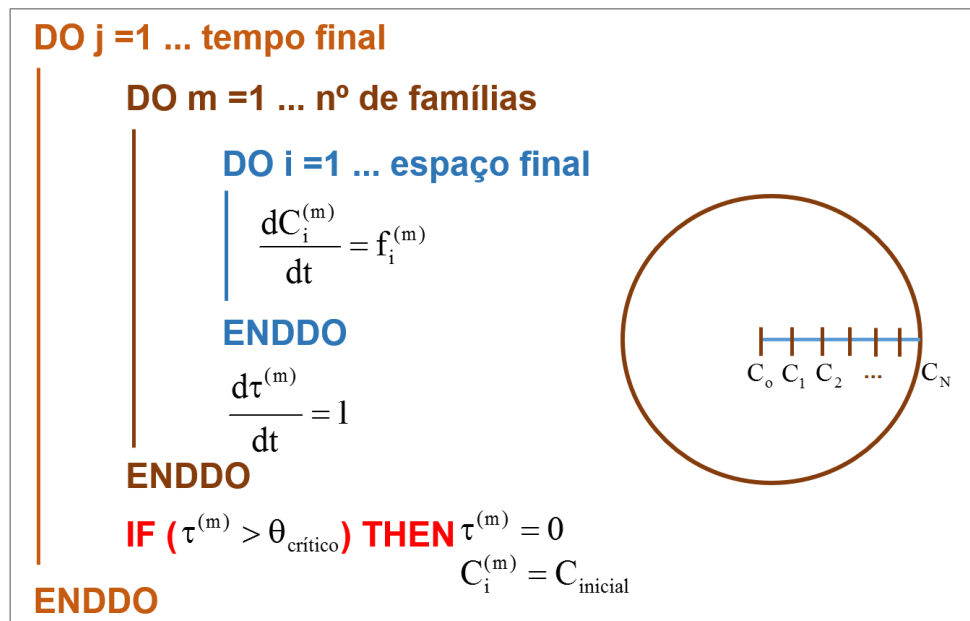 DO j =1 ... tempo final
DO m =1 ... nº de famílias
DO i =1 ... espaço final
dC_i^(m)/dt = f_i^(m)
ENDDO
dτ^(m)/dt = 1
ENDDO
IF (τ^(m) > θ_crítico) THEN τ^(m) = 0
C_i^(m) = C_inicial
ENDDO
C_o C_1 C_2 ... C_N